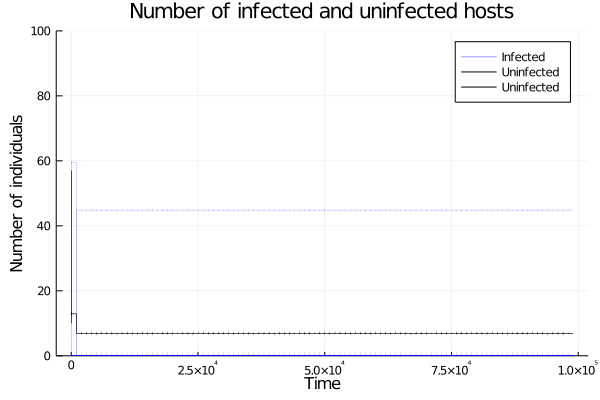 Number of infected and uninfected hosts
Number of individuals
100
80
60
40
20
0
Infected
Uninfected
Uninfected
0
2.5×10⁴
5.0×10⁴
7.5×10⁴
1.0×10⁵
Time